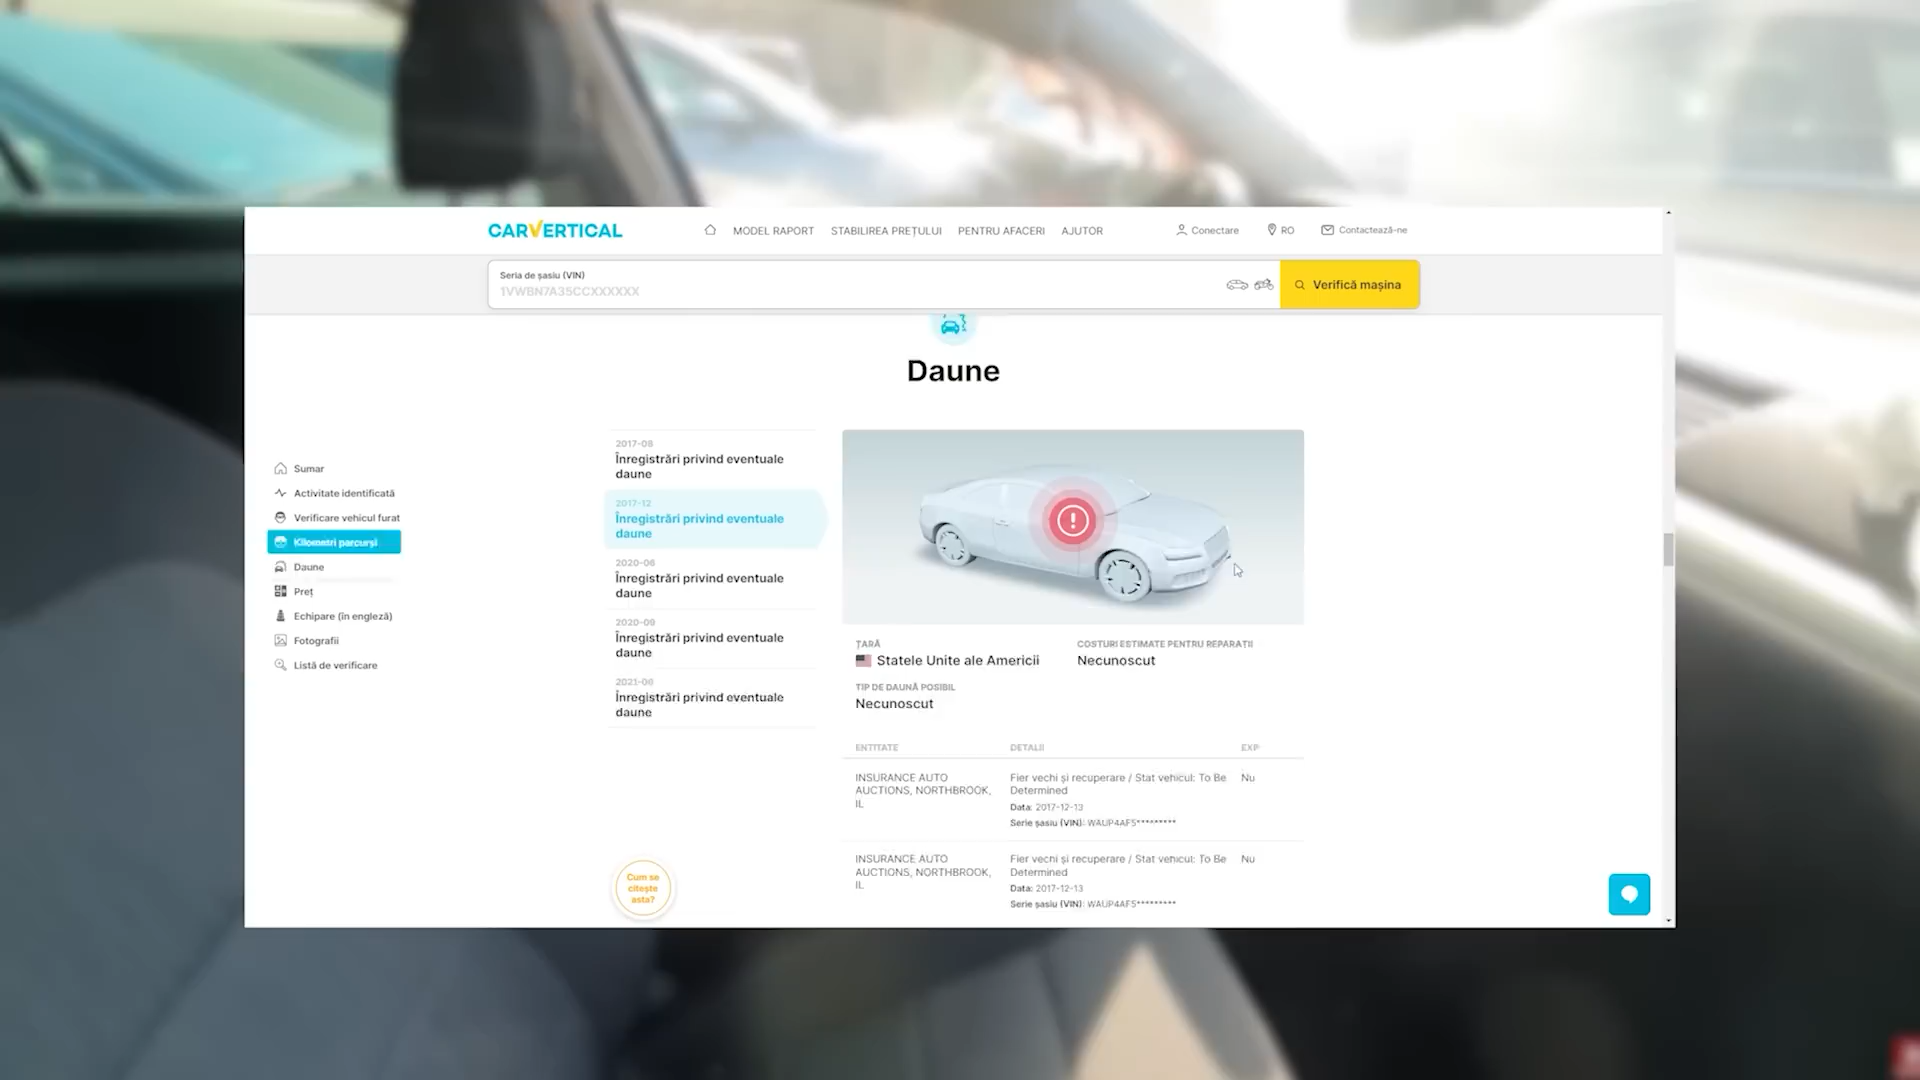 CARVERTICAL
MODEL RAPORT
STABILIREA PREȚULUI
PENTRU AFACERI
AJUTOR
Conectare
RO
Contactează-ne
Seria de șasiu (VIN)
1VWBN7A35CCXXXXXX
Verifică mașina
Daune
Sumar
Activitate identificată
Verificare vehicul furat
Kilometri parcurși
Daune
Preț
Echipare (în engleză)
Fotografii
Listă de verificare
2017-08
Înregistrări privind eventuale
daune
2017-12
Înregistrări privind eventuale
daune
2020-06
Înregistrări privind eventuale
daune
2020-09
Înregistrări privind eventuale
daune
2021-06
Înregistrări privind eventuale
daune
ȚARĂ
Statele Unite ale Americii
COSTURI ESTIMATE PENTRU REPARAȚII
Necunoscut
TIP DE DAUNĂ POSIBIL
Necunoscut
ENTITATE
DETALII
EXP
INSURANCE AUTO
AUCTIONS, NORTHBROOK,
IL
Fier vechi și recuperare / Stat vehicul: To Be
Determined
Data: 2017-12-13
Serie șasiu (VIN): WAUP4AF5*********
Nu
INSURANCE AUTO
AUCTIONS, NORTHBROOK,
IL
Fier vechi și recuperare / Stat vehicul: To Be
Determined
Data: 2017-12-13
Serie șasiu (VIN): WAUP4AF5*********
Nu
Cum se
citește
asta?